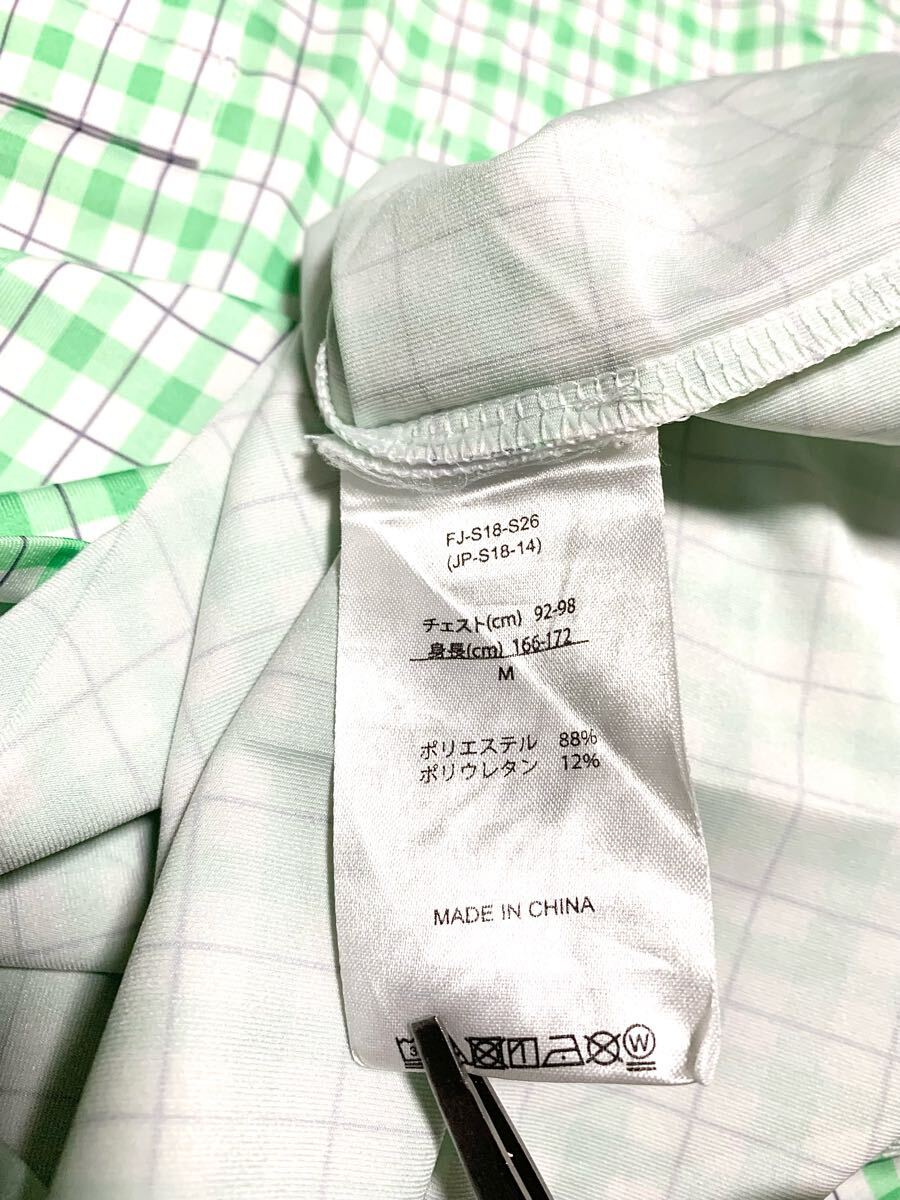 FJ-S18-S26
(JP-S18-14)
チェスト(cm) 92-98
身長(cm) 166-172
M
ポリエステル 88%
ポリウレタン 12%
MADE IN CHINA
W